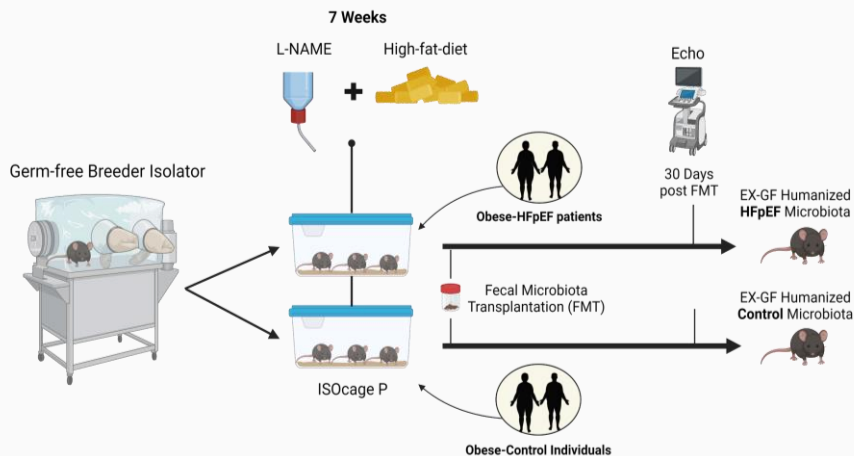 7 Weeks
L-NAME
High-fat-diet
Echo
Germ-free Breeder Isolator
30 Days
post FMT
EX-GF Humanized
HFpEF Microbiota
Obese-HFpEF patients
Fecal Microbiota
Transplantation (FMT)
EX-GF Humanized
Control Microbiota
ISOcage P
Obese-Control Individuals